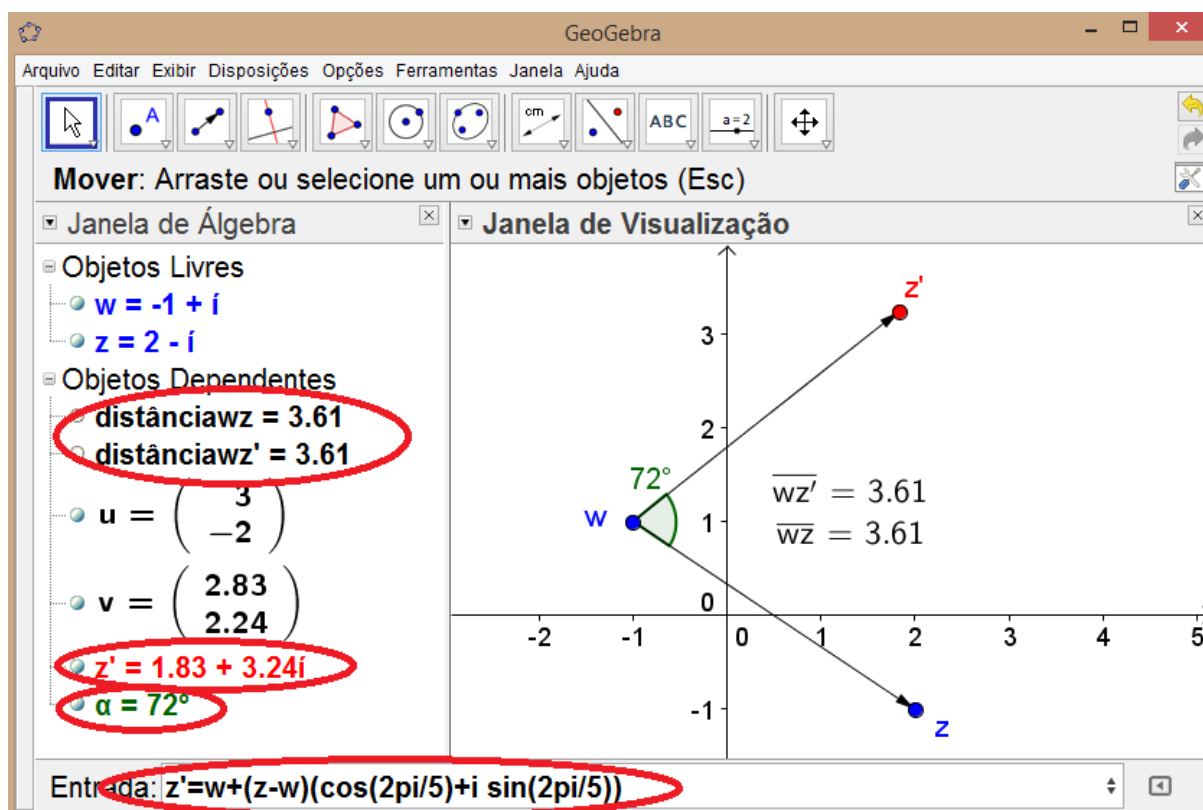 GeoGebra
Arquivo Editar Exibir Disposições Opções Ferramentas Janela Ajuda
A cm ABC a=2
Mover: Arraste ou selecione um ou mais objetos (Esc)
Janela de Álgebra
Objetos Livres
w = -1 + í
z = 2 - í
Objetos Dependentes
distânciawz = 3.61
distânciawz' = 3.61
u = ( 3
-2 )
v = ( 2.83
2.24 )
z' = 1.83 + 3.24í
α = 72°
Janela de Visualização
z'
3
2
72°
w
1
wz′ = 3.61
wz = 3.61
0
-2 -1 0 1 2 3 4 5
-1
z
Entrada: z'=w+(z-w)(cos(2pi/5)+i sin(2pi/5))